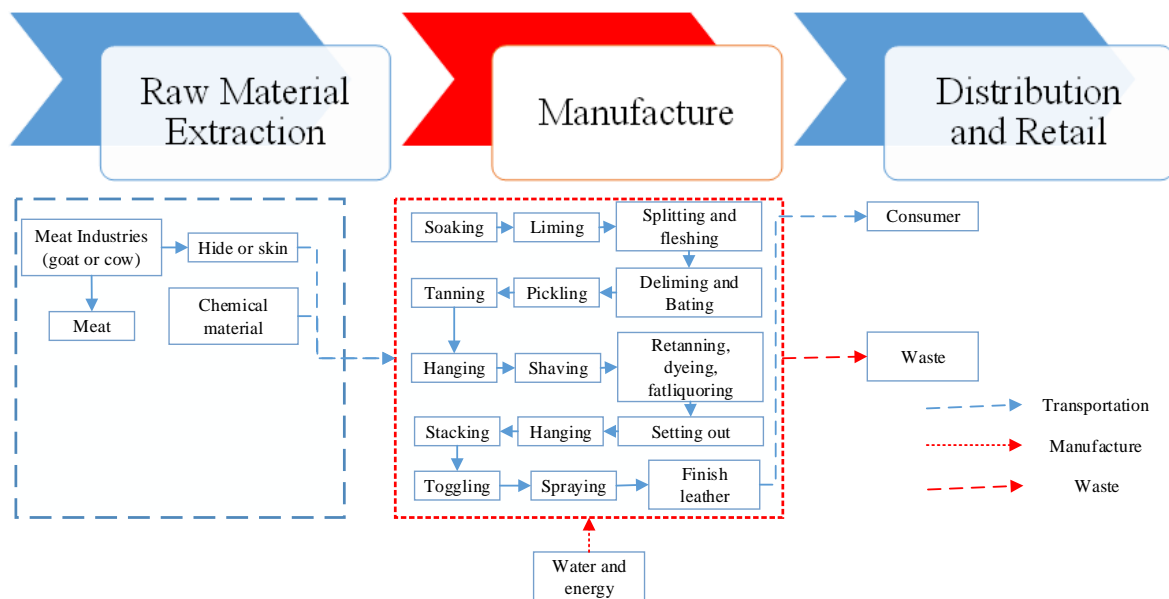 Raw Material
Extraction
Manufacture
Distribution
and Retail
Meat Industries
(goat or cow)
Hide or skin
Chemical
material
Meat
Soaking
Liming
Splitting and
fleshing
Tanning
Pickling
Deliming and
Bating
Hanging
Shaving
Retanning,
dyeing,
fatliquoring
Stacking
Hanging
Setting out
Toggling
Spraying
Finish
leather
Water and
energy
Consumer
Waste
Transportation
Manufacture
Waste